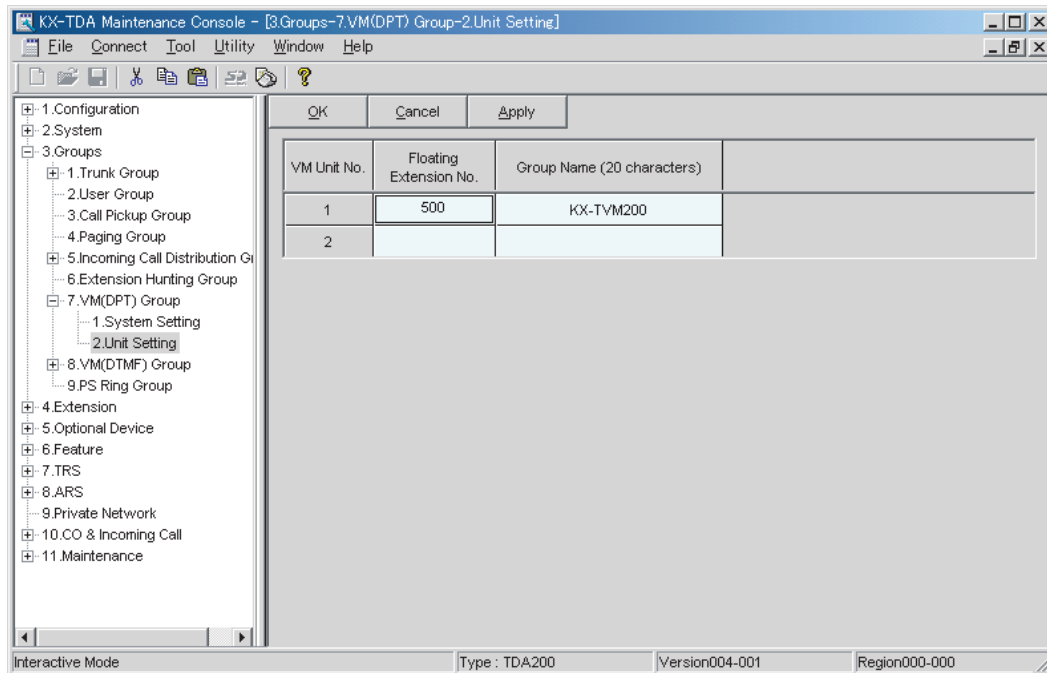 KX-TDA Maintenance Console - [3.Groups-7.VM(DPT) Group-2.Unit Setting]
File Connect Tool Utility Window Help
1.Configuration
2.System
3.Groups
1.Trunk Group
2.User Group
3.Call Pickup Group
4.Paging Group
5.Incoming Call Distribution Gr
6.Extension Hunting Group
7.VM(DPT) Group
1.System Setting
2.Unit Setting
8.VM(DTMF) Group
9.PS Ring Group
4.Extension
5.Optional Device
6.Feature
7.TRS
8.ARS
9.Private Network
10.CO & Incoming Call
11.Maintenance
OK Cancel Apply
VM Unit No. Floating Extension No. Group Name (20 characters)
1 500 KX-TVM200
2
Interactive Mode Type : TDA200 Version004-001 Region000-000